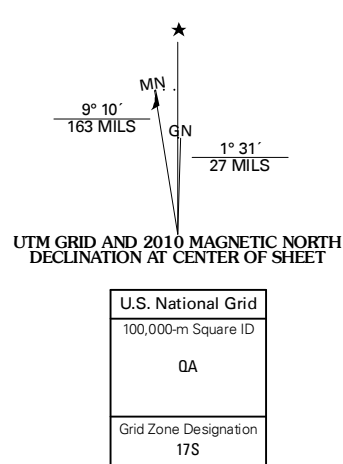 ★
MN
GN
9° 10´
163 MILS
1° 31´
27 MILS
UTM GRID AND 2010 MAGNETIC NORTH
DECLINATION AT CENTER OF SHEET
U.S. National Grid
100,000-m Square ID
QA
Grid Zone Designation
17S